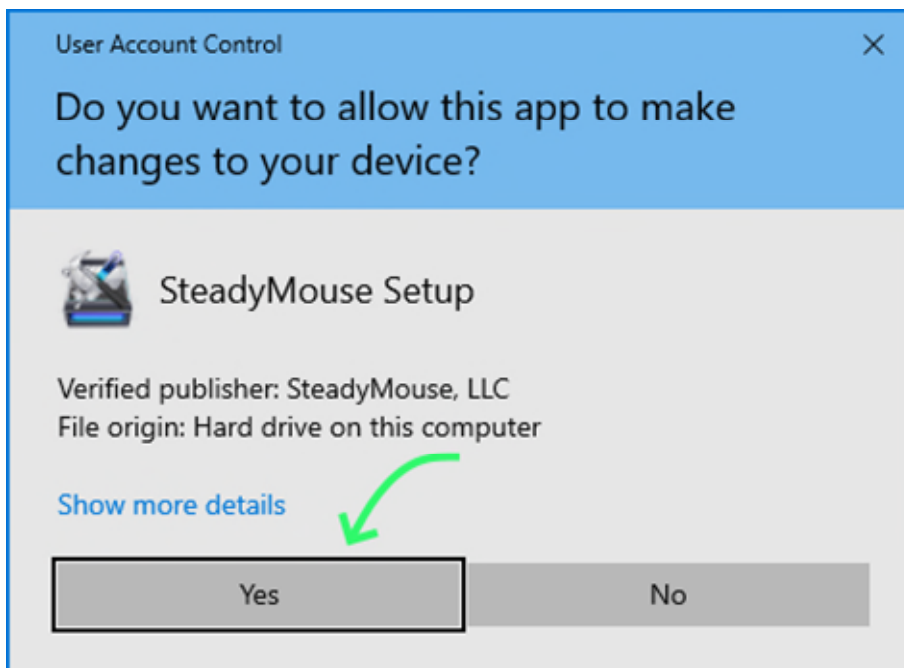 User Account Control
Do you want to allow this app to make
changes to your device?
SteadyMouse Setup
Verified publisher: SteadyMouse, LLC
File origin: Hard drive on this computer
Show more details
Yes
No